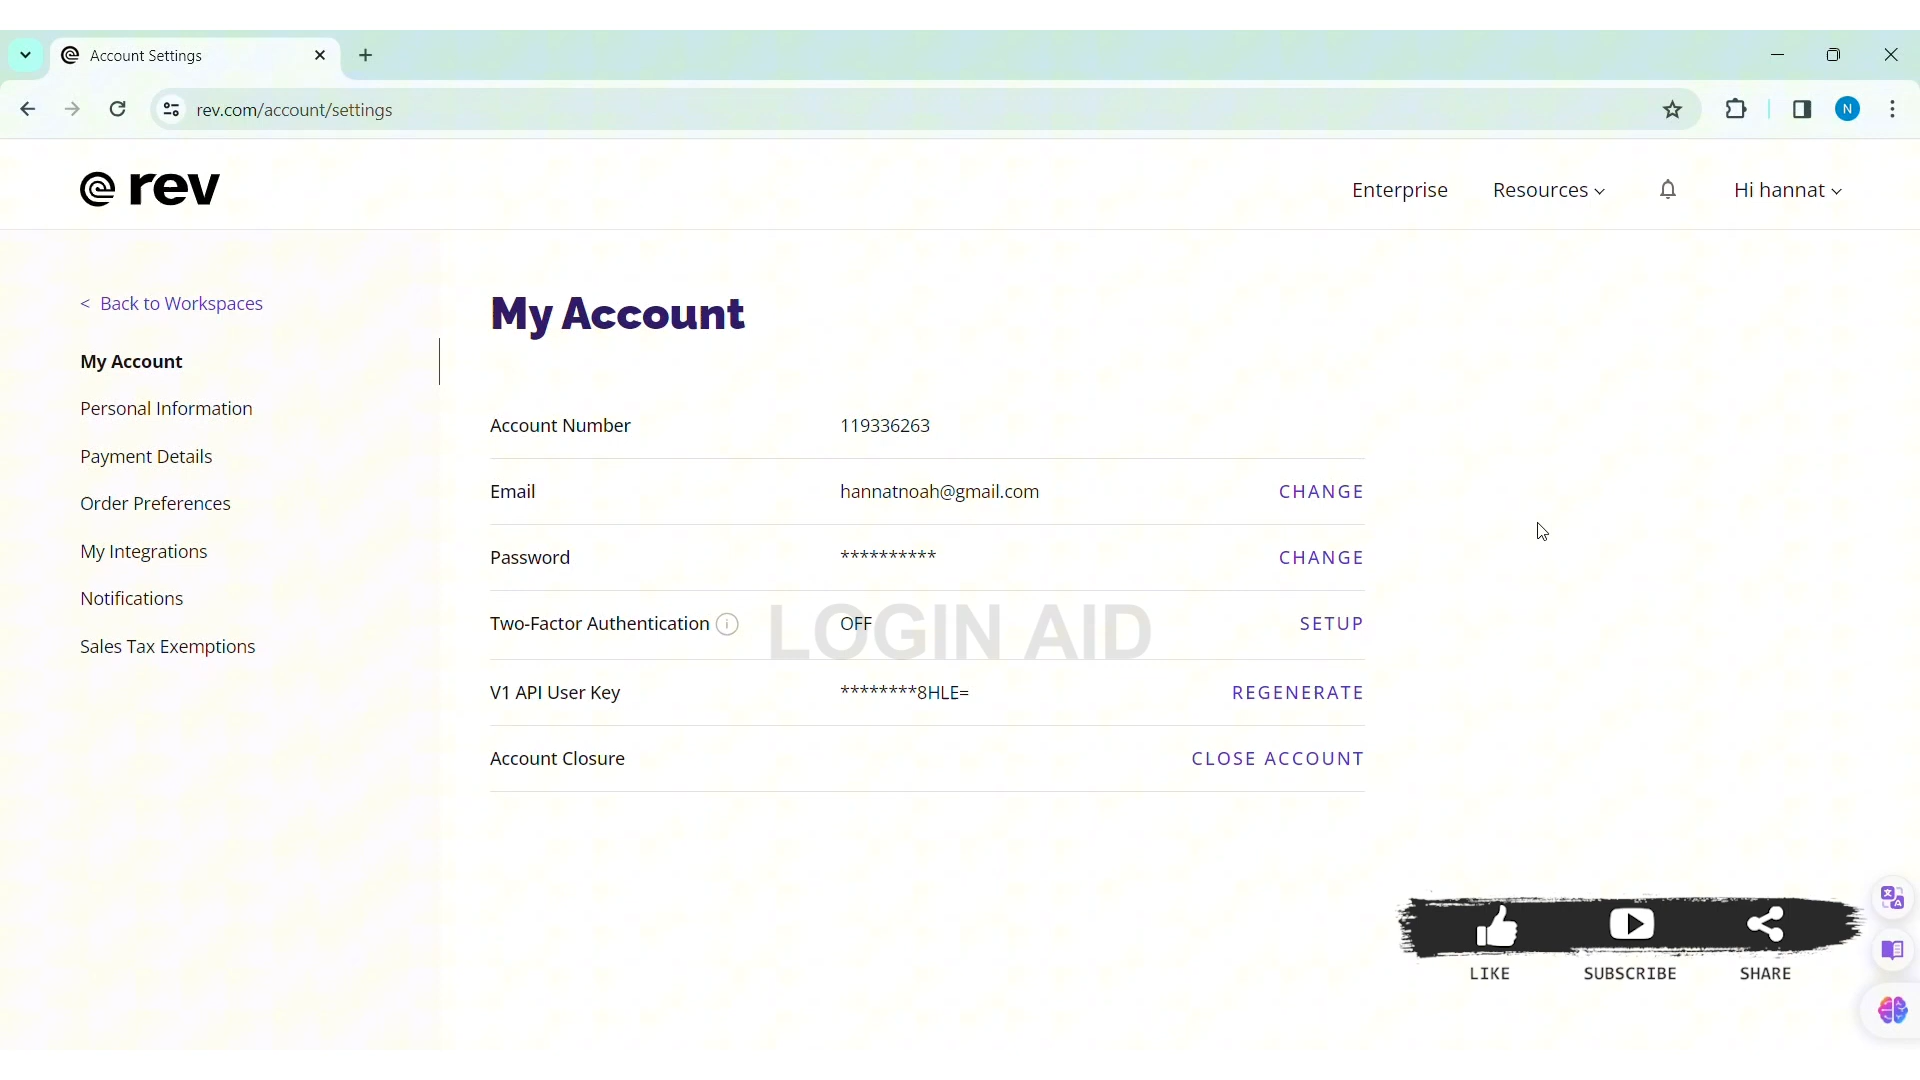 Account Settings
rev.com/account/settings
N
rev
Enterprise
Resources
Hi hannat
< Back to Workspaces
My Account
Personal Information
Payment Details
Order Preferences
My Integrations
Notifications
Sales Tax Exemptions
My Account
Account Number 119336263
Email hannatnoah@gmail.com CHANGE
Password ********** CHANGE
Two-Factor Authentication i OFF SETUP
LOGIN AID
V1 API User Key ********8HLE= REGENERATE
Account Closure CLOSE ACCOUNT
LIKE SUBSCRIBE SHARE